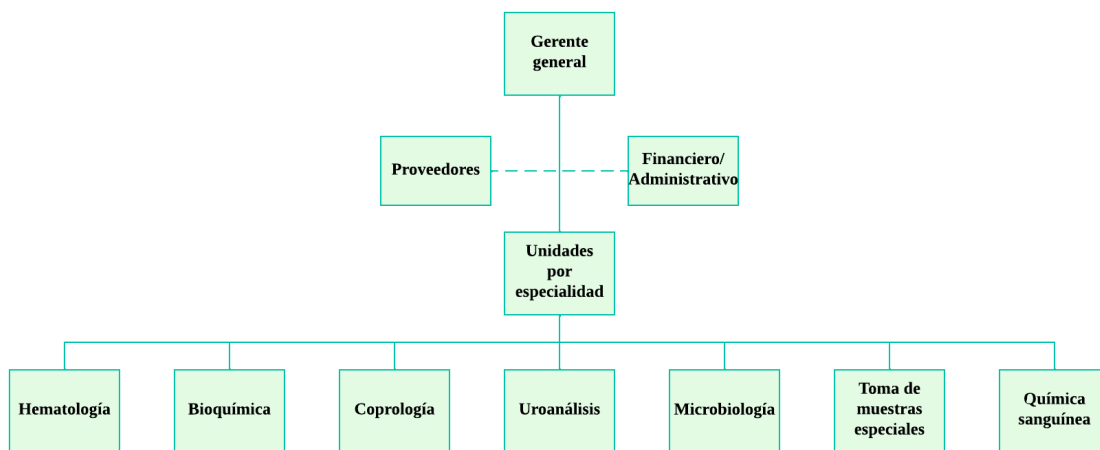 Gerente
general
Proveedores
Financiero/
Administrativo
Unidades
por
especialidad
Hematología
Bioquímica
Coprología
Uroanálisis
Microbiología
Toma de
muestras
especiales
Química
sanguínea